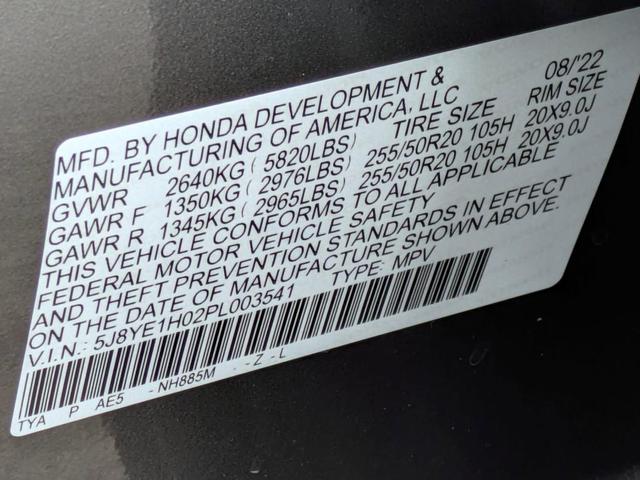 MFD. BY HONDA DEVELOPMENT & 08/'22
MANUFACTURING OF AMERICA, LLC
GVWR 2640KG (5820LBS) TIRE SIZE RIM SIZE
GAWR F 1350KG (2976LBS) 255/50R20 105H 20X9.0J
GAWR R 1345KG (2965LBS) 255/50R20 105H 20X9.0J
THIS VEHICLE CONFORMS TO ALL APPLICABLE
FEDERAL MOTOR VEHICLE SAFETY
AND THEFT PREVENTION STANDARDS IN EFFECT
ON THE DATE OF MANUFACTURE SHOWN ABOVE.
V.I.N.: 5J8YE1H02PL003541 TYPE: MPV
TYA P AE5 -NH885M - -Z -L